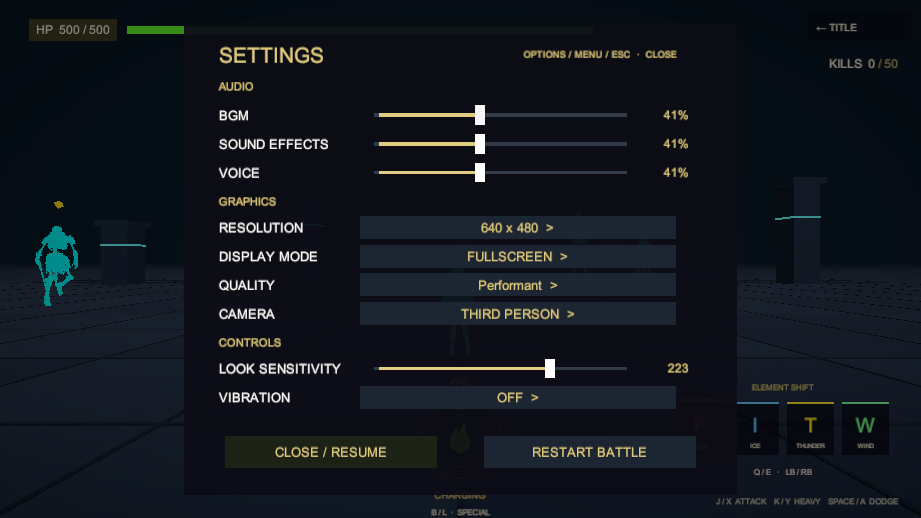 HP 500 / 500
←TITLE
KILLS 0 / 50
SETTINGS
OPTIONS / MENU / ESC · CLOSE
AUDIO
BGM 41%
SOUND EFFECTS 41%
VOICE 41%
GRAPHICS
RESOLUTION 640 x 480 >
DISPLAY MODE FULLSCREEN >
QUALITY Performant >
CAMERA THIRD PERSON >
CONTROLS
LOOK SENSITIVITY 223
VIBRATION OFF >
CLOSE / RESUME
RESTART BATTLE
ELEMENT SHIFT
I T W
ICE THUNDER WIND
Q / E · LB / RB
CHARGING
B / L · SPECIAL
J / X ATTACK K / Y HEAVY SPACE / A DODGE